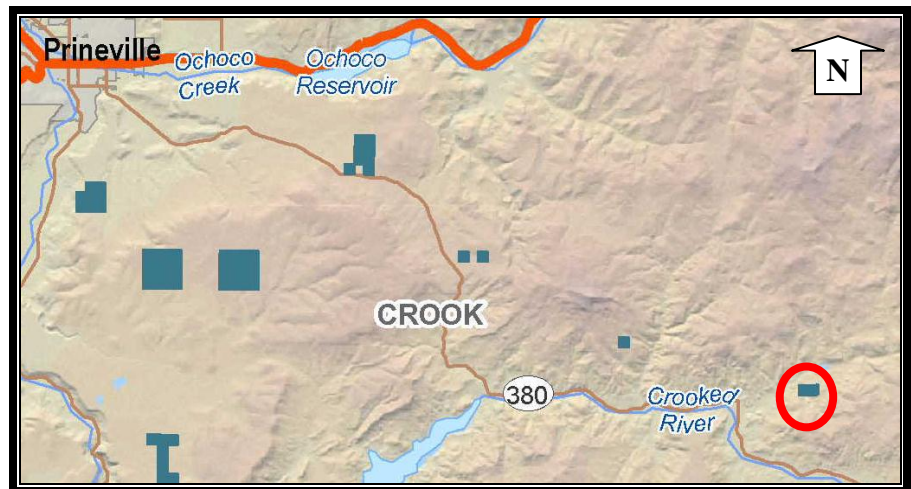 Prineville
Ochoco
Creek
Ochoco
Reservoir
N
CROOK
380
Crooked
River